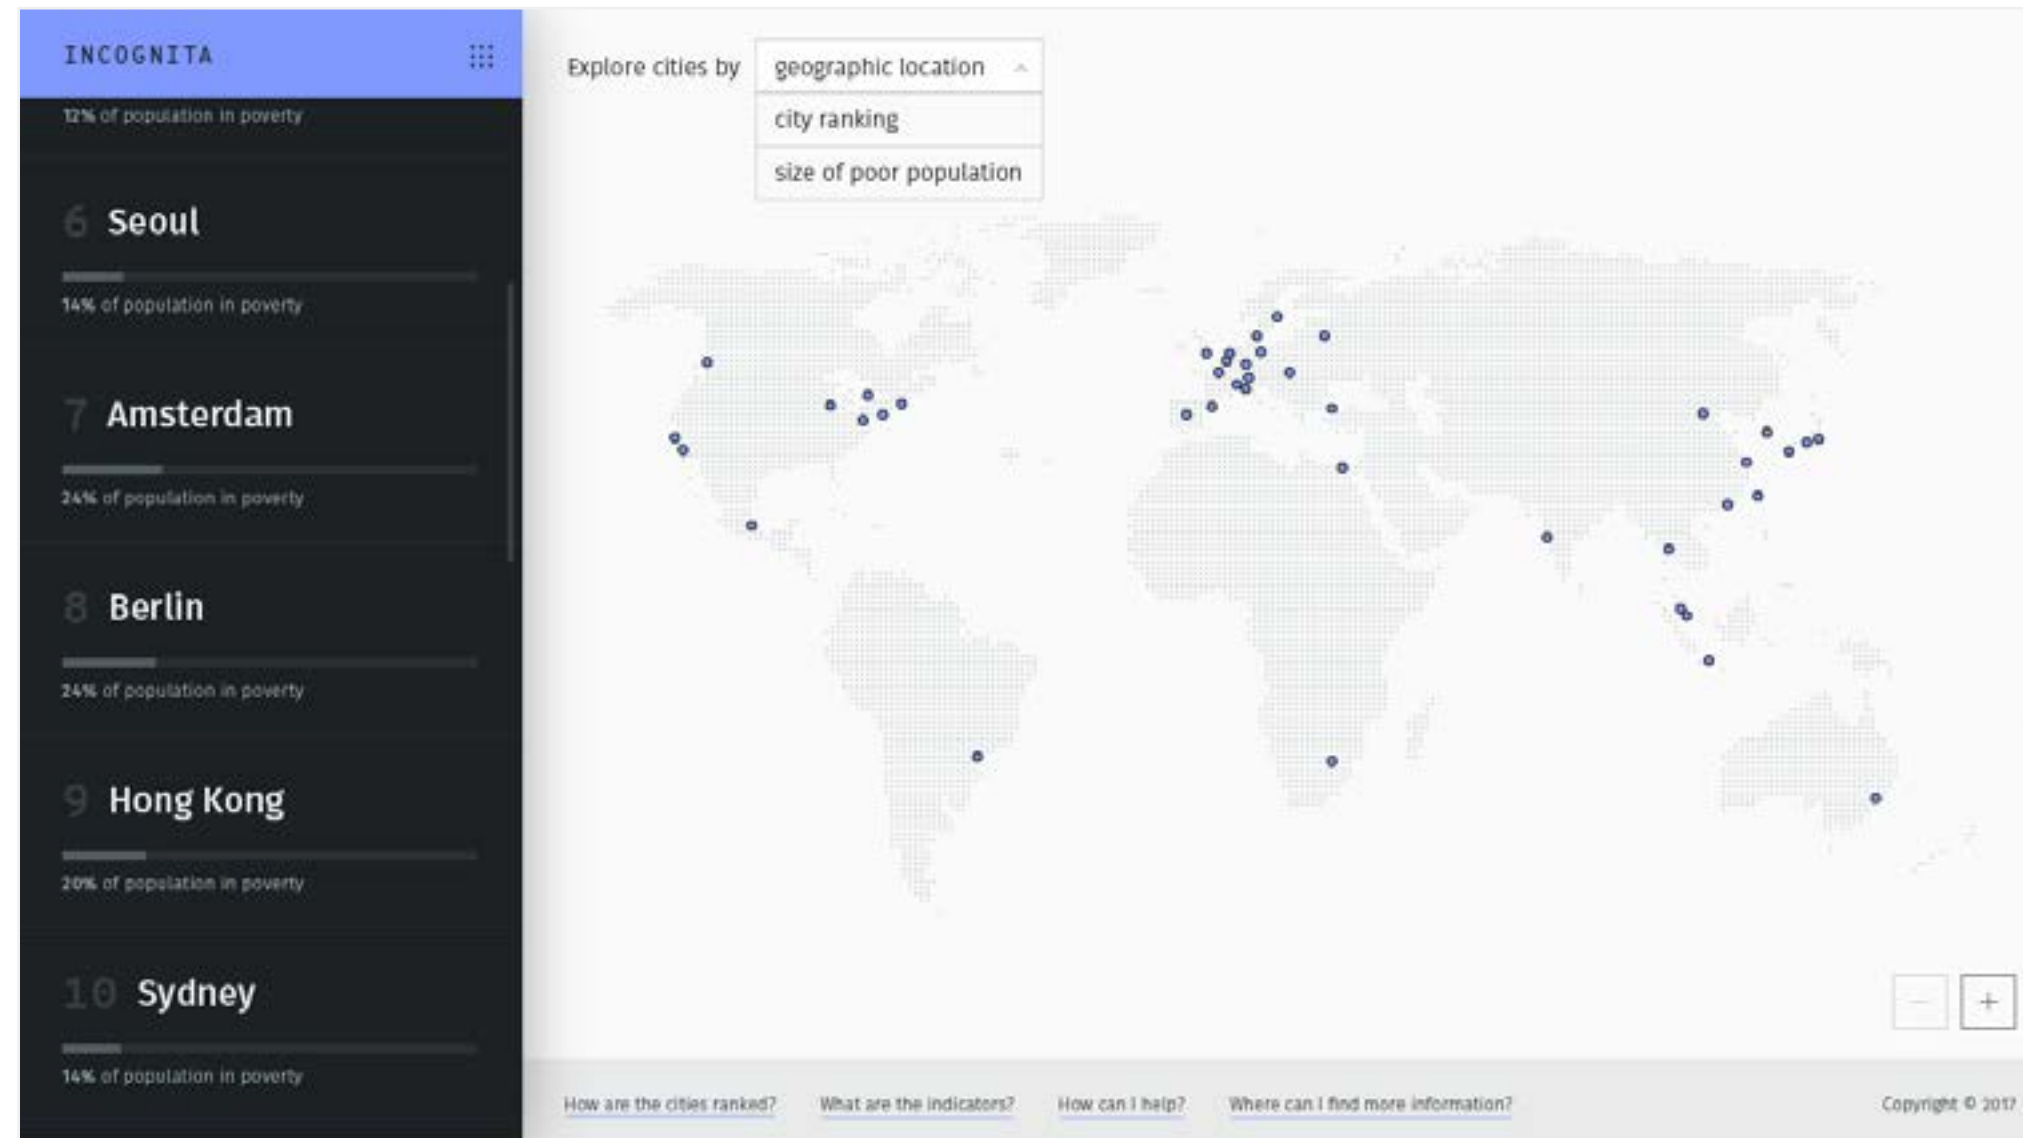 INCOGNITA
12% of population in poverty
6 Seoul
14% of population in poverty
7 Amsterdam
24% of population in poverty
8 Berlin
24% of population in poverty
9 Hong Kong
20% of population in poverty
10 Sydney
14% of population in poverty
Explore cities by geographic location
city ranking
size of poor population
How are the cities ranked? What are the indicators? How can I help? Where can I find more information? Copyright © 2017